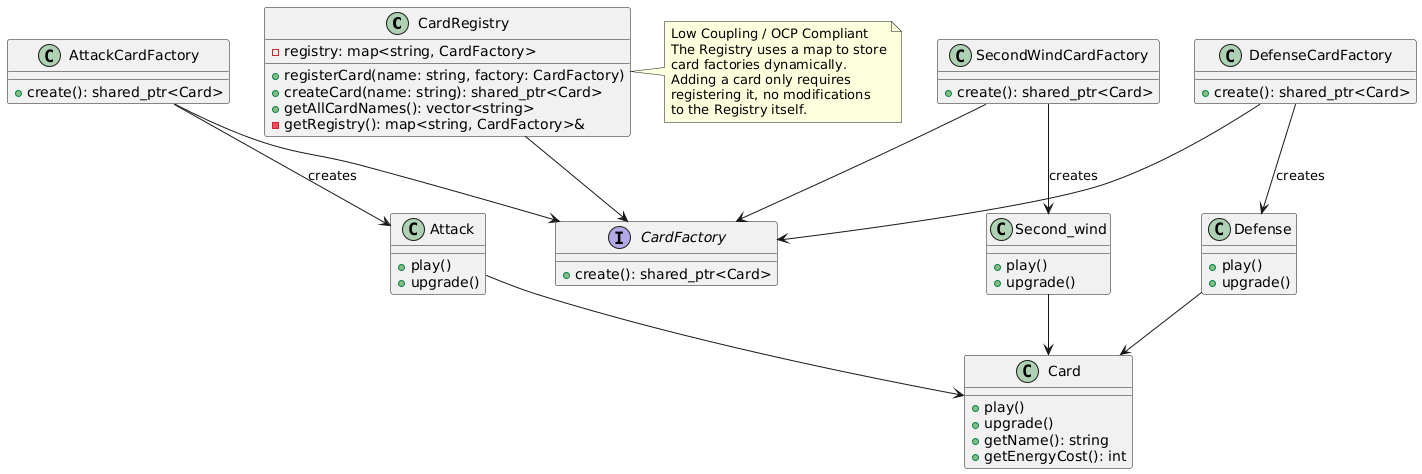 C CardRegistry
registry: map<string, CardFactory>
registerCard(name: string, factory: CardFactory)
createCard(name: string): shared_ptr<Card>
getAllCardNames(): vector<string>
getRegistry(): map<string, CardFactory>&
Low Coupling / OCP Compliant
The Registry uses a map to store
card factories dynamically.
Adding a card only requires
registering it, no modifications
to the Registry itself.
C AttackCardFactory
create(): shared_ptr<Card>
C SecondWindCardFactory
create(): shared_ptr<Card>
C DefenseCardFactory
create(): shared_ptr<Card>
creates
creates
creates
C Attack
play()
upgrade()
I CardFactory
create(): shared_ptr<Card>
C Second_wind
play()
upgrade()
C Defense
play()
upgrade()
C Card
play()
upgrade()
getName(): string
getEnergyCost(): int